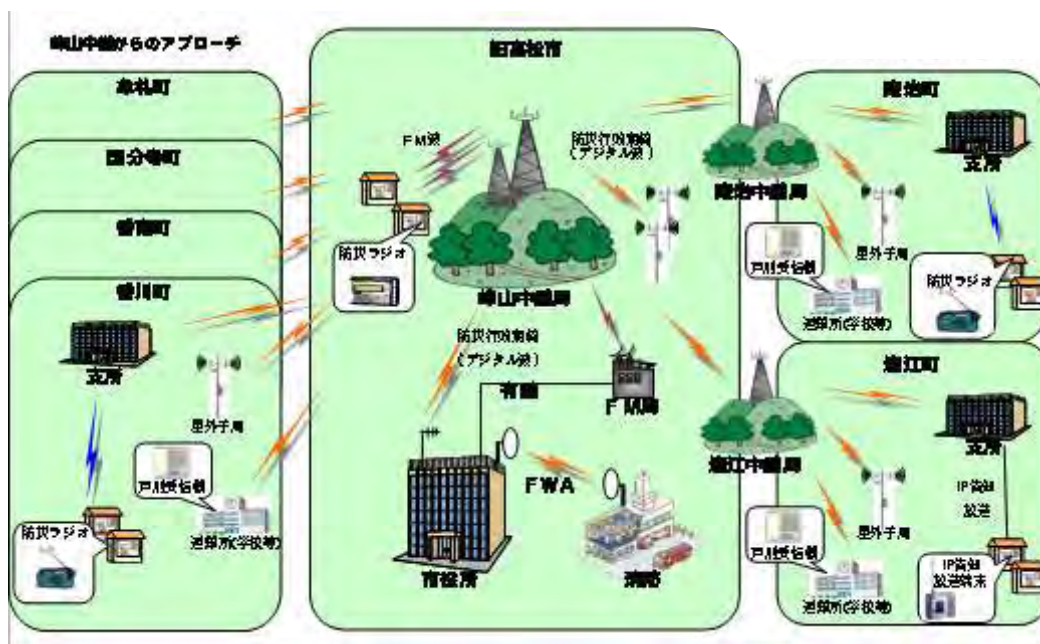 峰山中継からのアプローチ
牟礼町
国分寺町
香南町
香川町
支所
屋外子局
戸別受信機
避難所(学校等)
防災ラジオ
旧高松市
FM波
防災行政無線
(デジタル波)
防災ラジオ
峰山中継局
防災行政無線
(デジタル波)
有線
FM局
FWA
市役所
消防
庵治町
支所
庵治中継局
屋外子局
戸別受信機
避難所(学校等)
防災ラジオ
塩江町
支所
塩江中継局
屋外子局
戸別受信機
避難所(学校等)
IP告知
放送
IP告知
放送端末